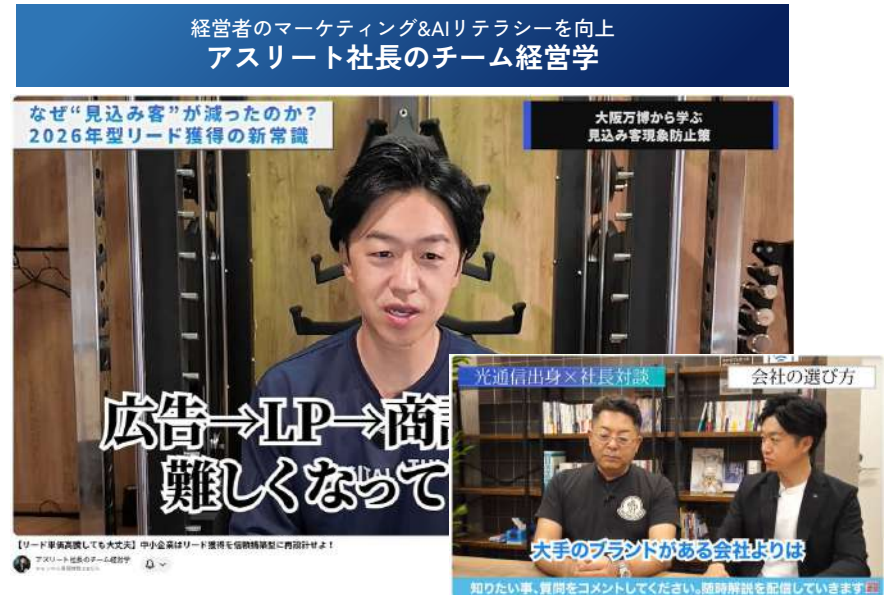 経営者のマーケティング&AIリテラシーを向上
アスリート社長のチーム経営学
なぜ“見込み客”が減ったのか?
2026年型リード獲得の新常識
大阪万博から学ぶ
見込み客現象防止策
広告→LP→商
難しくなって
【リード単価高騰しても大丈夫】中小企業はリード獲得を信頼構築型に再設計せよ！
アスリート社長のチーム経営学
光通信出身×社長対談
会社の選び方
大手のブランドがある会社よりは
知りたい事、質問をコメントしてください。随時解説を配信していきます